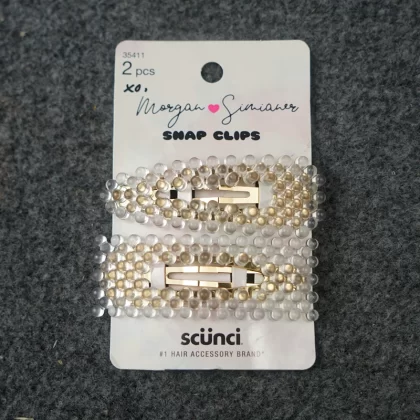 35411
2 pcs
xo,
Morgan Simianer
SNAP CLIPS
scünci
#1 HAIR ACCESSORY BRAND*